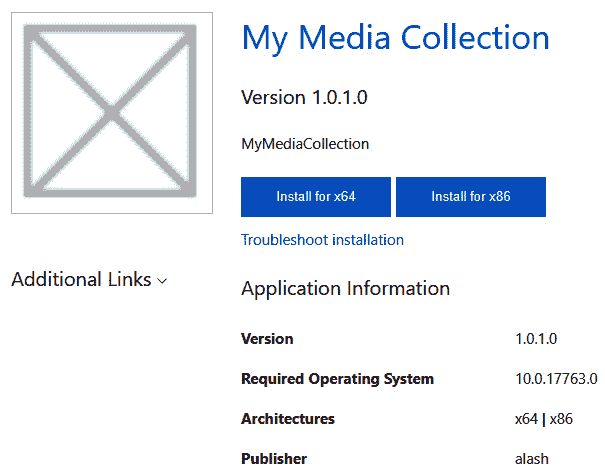 My Media Collection
Version 1.0.1.0
MyMediaCollection
Install for x64 Install for x86
Troubleshoot installation
Additional Links
Application Information
Version 1.0.1.0
Required Operating System 10.0.17763.0
Architectures x64 | x86
Publisher alash